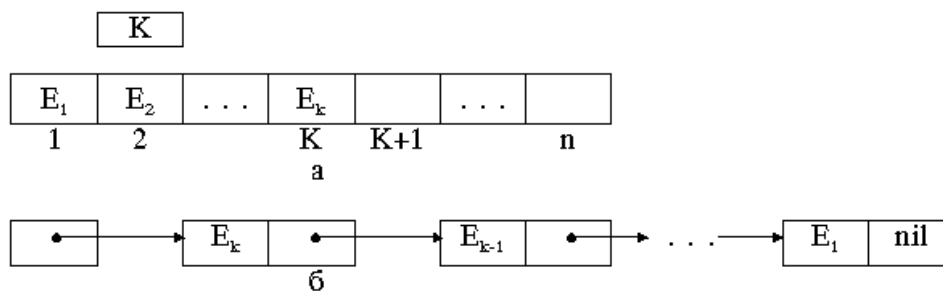 K
E₁ E₂ . . . Eₖ . . .
1 2 K K+1 n
а
Eₖ Eₖ₋₁ . . . E₁ nil
б